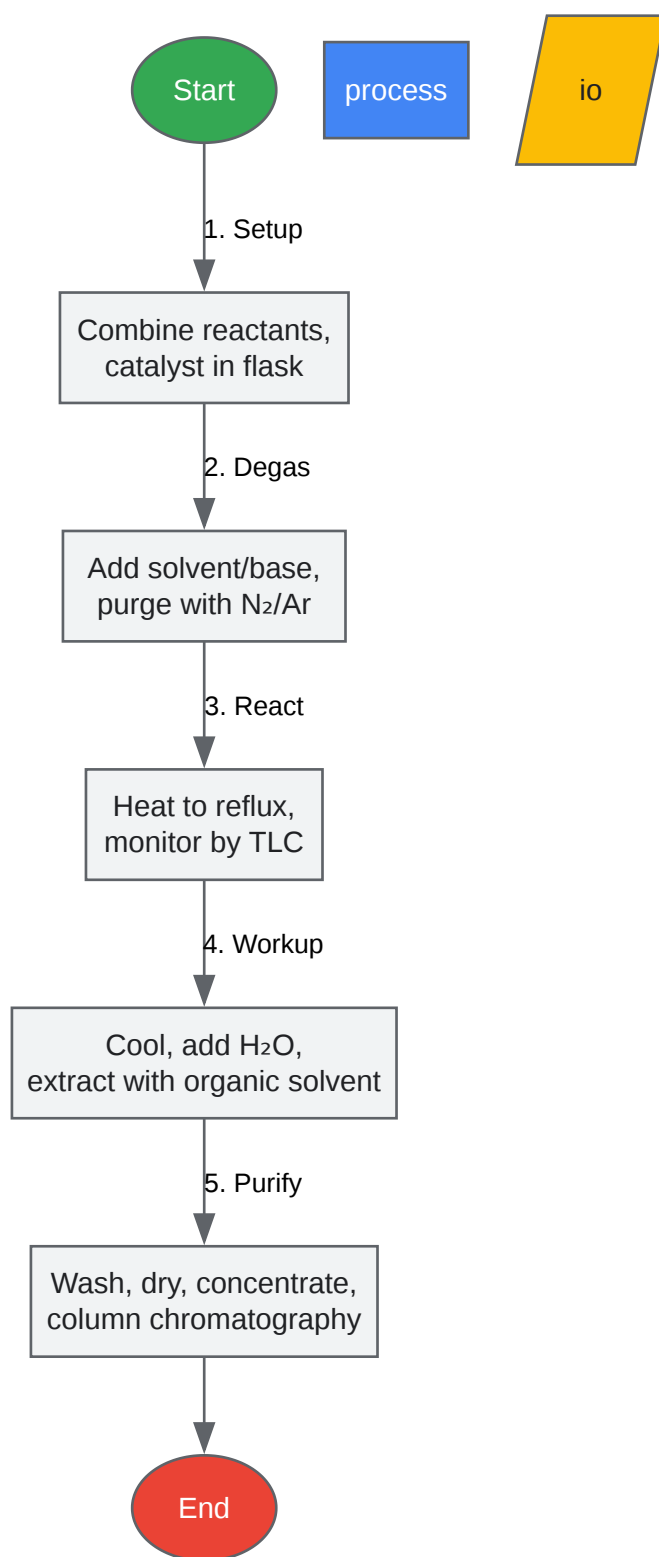 Start
process
io
1. Setup
Combine reactants,
catalyst in flask
2. Degas
Add solvent/base,
purge with N₂/Ar
3. React
Heat to reflux,
monitor by TLC
4. Workup
Cool, add H₂O,
extract with organic solvent
5. Purify
Wash, dry, concentrate,
column chromatography
End